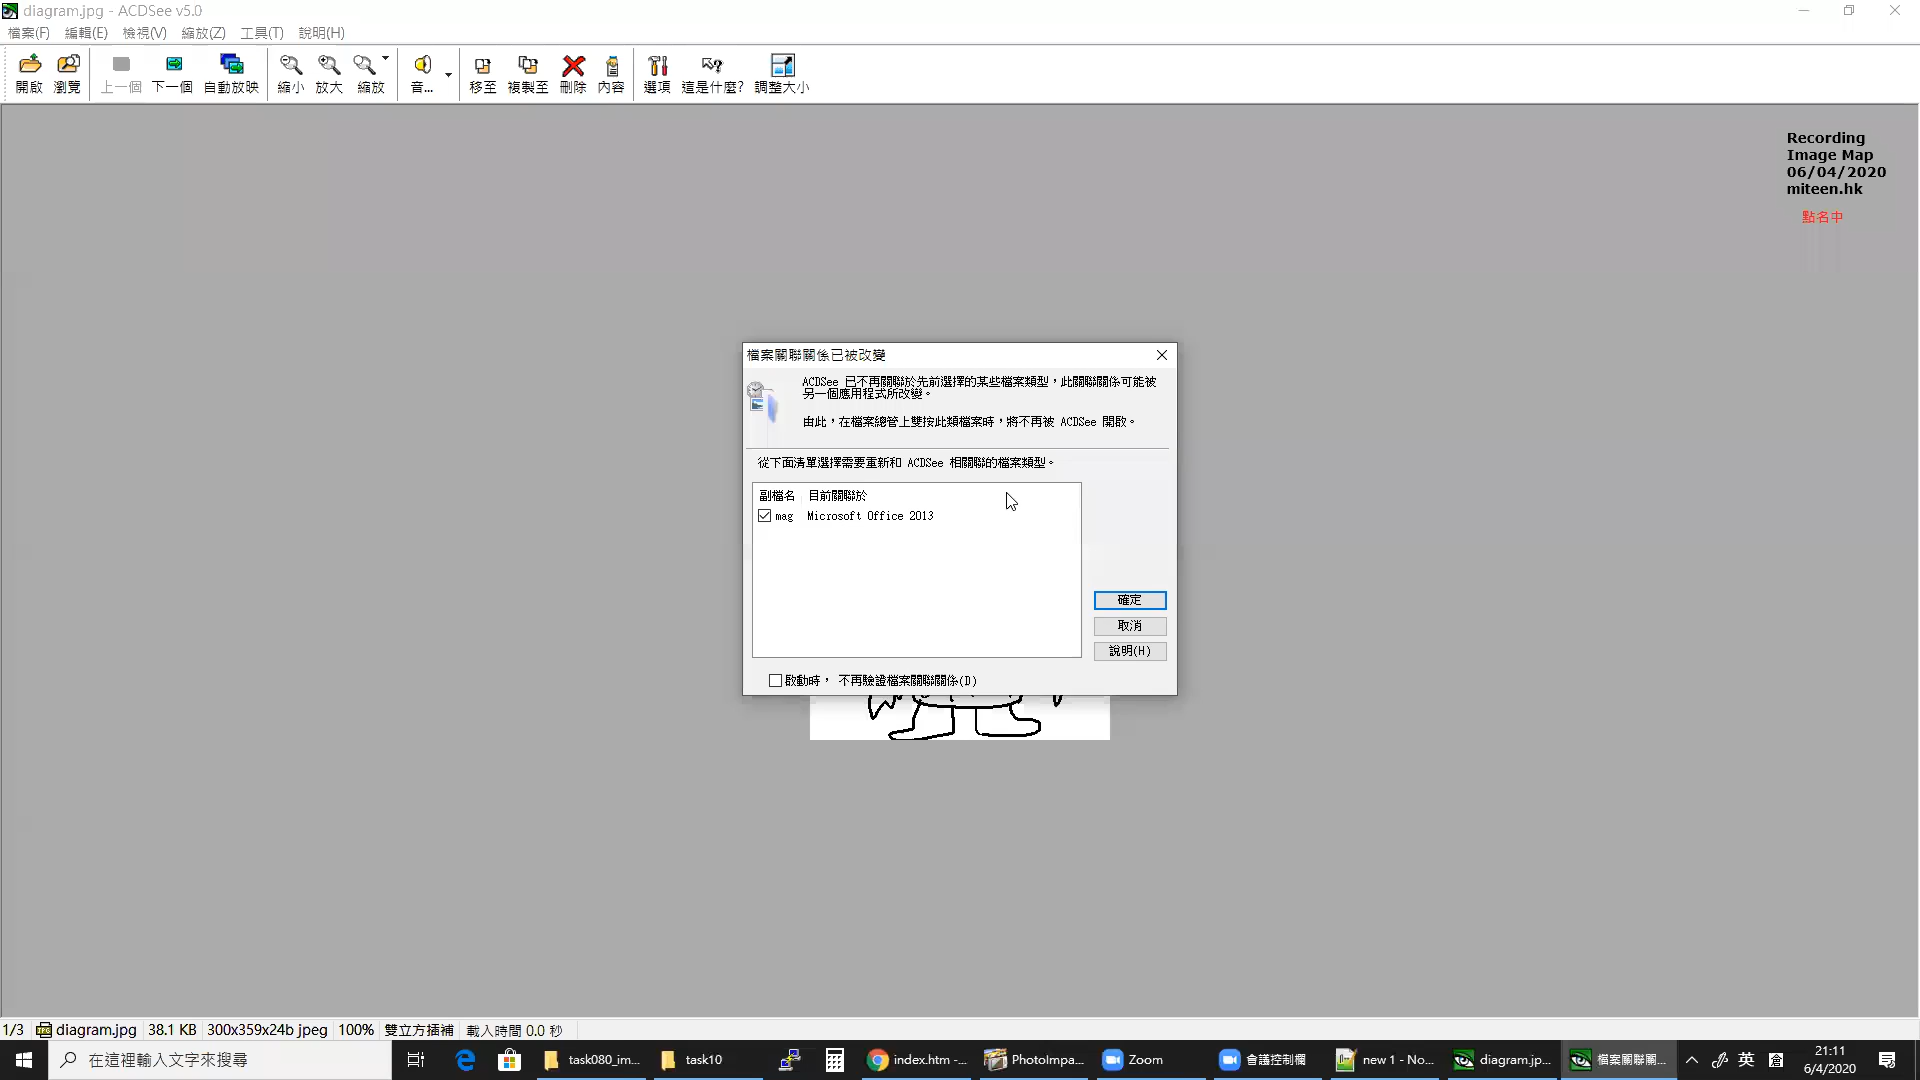 diagram.jpg - ACDSee v5.0
檔案(F) 編輯(E) 檢視(V) 縮放(Z) 工具(T) 說明(H)
開啟 瀏覽 上一個 下一個 自動放映 縮小 放大 縮放 音... 移至 複製至 刪除 內容 選項 這是什麼? 調整大小
Recording
Image Map
06/04/2020
miteen.hk
點名中
檔案關聯關係已被改變
ACDSee 已不再關聯於先前選擇的某些檔案類型，此關聯關係可能被
另一個應用程式所改變。
由此，在檔案總管上雙按此類檔案時，將不再被 ACDSee 開啟。
從下面清單選擇需要重新和 ACDSee 相關聯的檔案類型。
副檔名 目前關聯於
mag Microsoft Office 2013
確定
取消
說明(H)
啟動時， 不再驗證檔案關聯關係(D)
1/3 diagram.jpg 38.1 KB 300x359x24b jpeg 100% 雙立方插補 載入時間 0.0 秒
在這裡輸入文字來搜尋 task080_im... task10 index.htm -... PhotoImpa... Zoom 會議控制欄 new 1 - No... diagram.jp... 檔案關聯關... 英 倉 21:11
6/4/2020